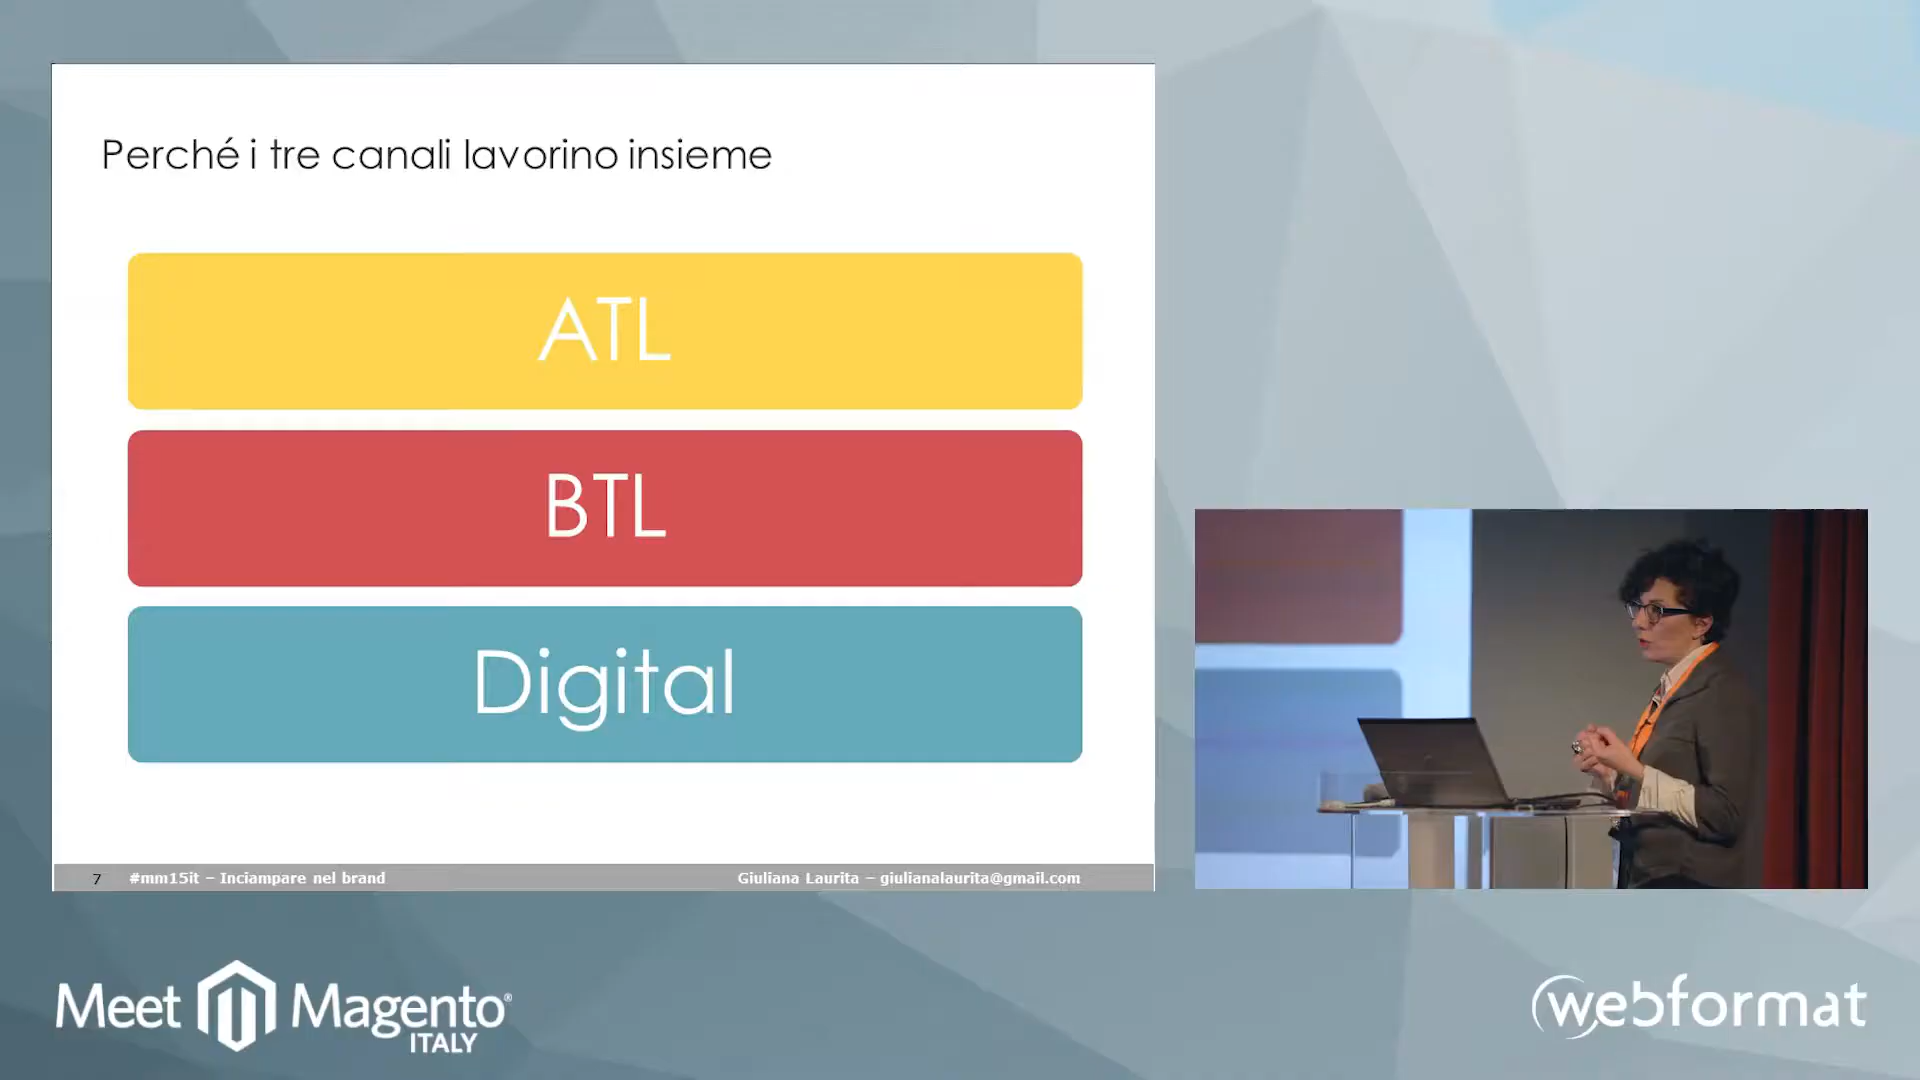 Perché i tre canali lavorino insieme
ATL
BTL
Digital
7 #mm15it – Inciampare nel brand Giuliana Laurita – giulianalaurita@gmail.com
Meet Magento®
ITALY
webformat